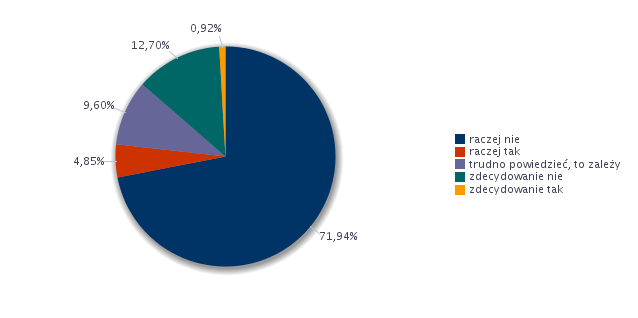 0,92%
12,70%
9,60%
4,85%
71,94%
raczej nie
raczej tak
trudno powiedzieć, to zależy
zdecydowanie nie
zdecydowanie tak